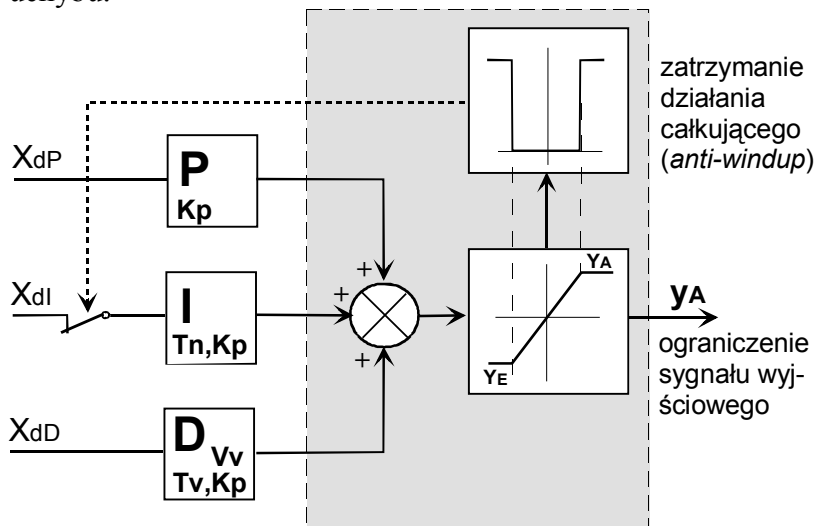 zatrzymanie
działania
całkującego
(anti-windup)
XdP
P
Kp
+
XdI
I
Tn,Kp
+
+
YA
YE
yA
ograniczenie
sygnału wyj-
ściowego
XdD
D Vv
Tv,Kp